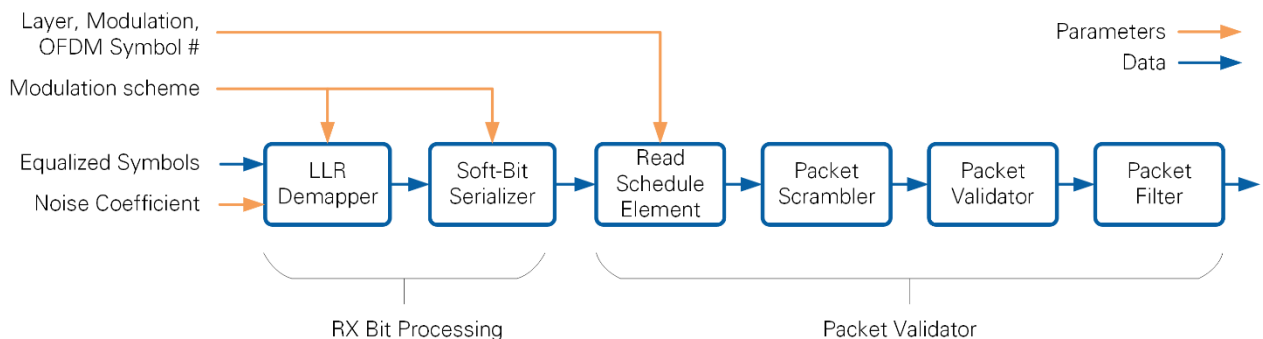 Layer, Modulation,
OFDM Symbol #
Parameters
Data
Modulation scheme
Equalized Symbols
Noise Coefficient
LLR
Demapper
Soft-Bit
Serializer
Read
Schedule
Element
Packet
Scrambler
Packet
Validator
Packet
Filter
RX Bit Processing
Packet Validator